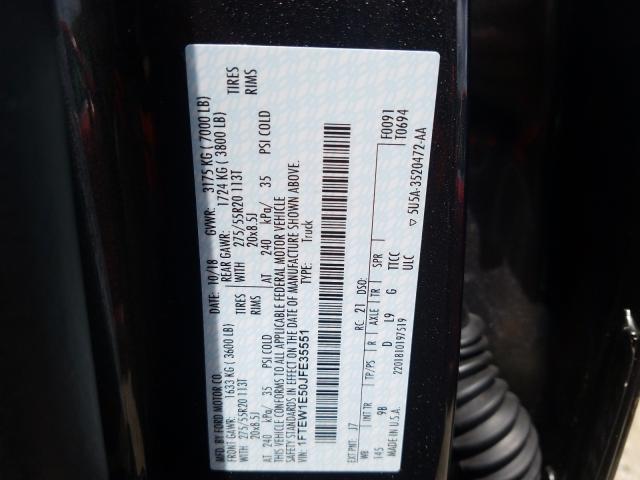 MFD. BY FORD MOTOR CO.
DATE: 10/18 GVWR: 3175 KG ( 7000 LB)
FRONT GAWR: 1633 KG ( 3600 LB) REAR GAWR: 1724 KG ( 3800 LB)
WITH 275/55R20 113T TIRES WITH 275/55R20 113T TIRES
20x8.5J RIMS 20x8.5J RIMS
AT 240 kPa/ 35 PSI COLD AT 240 kPa/ 35 PSI COLD
THIS VEHICLE CONFORMS TO ALL APPLICABLE FEDERAL MOTOR VEHICLE
SAFETY STANDARDS IN EFFECT ON THE DATE OF MANUFACTURE SHOWN ABOVE.
VIN: 1FTEW1E50JFE35551 TYPE: Truck
F0091
T0694
EXT PNT: J7 RC: 21 DSO:
WB INT TR TP/PS R AXLE TR SPR
145 9B D L9 G TTCC
ULC
MADE IN U.S.A. 2201810197519
5U5A-3520472-AA